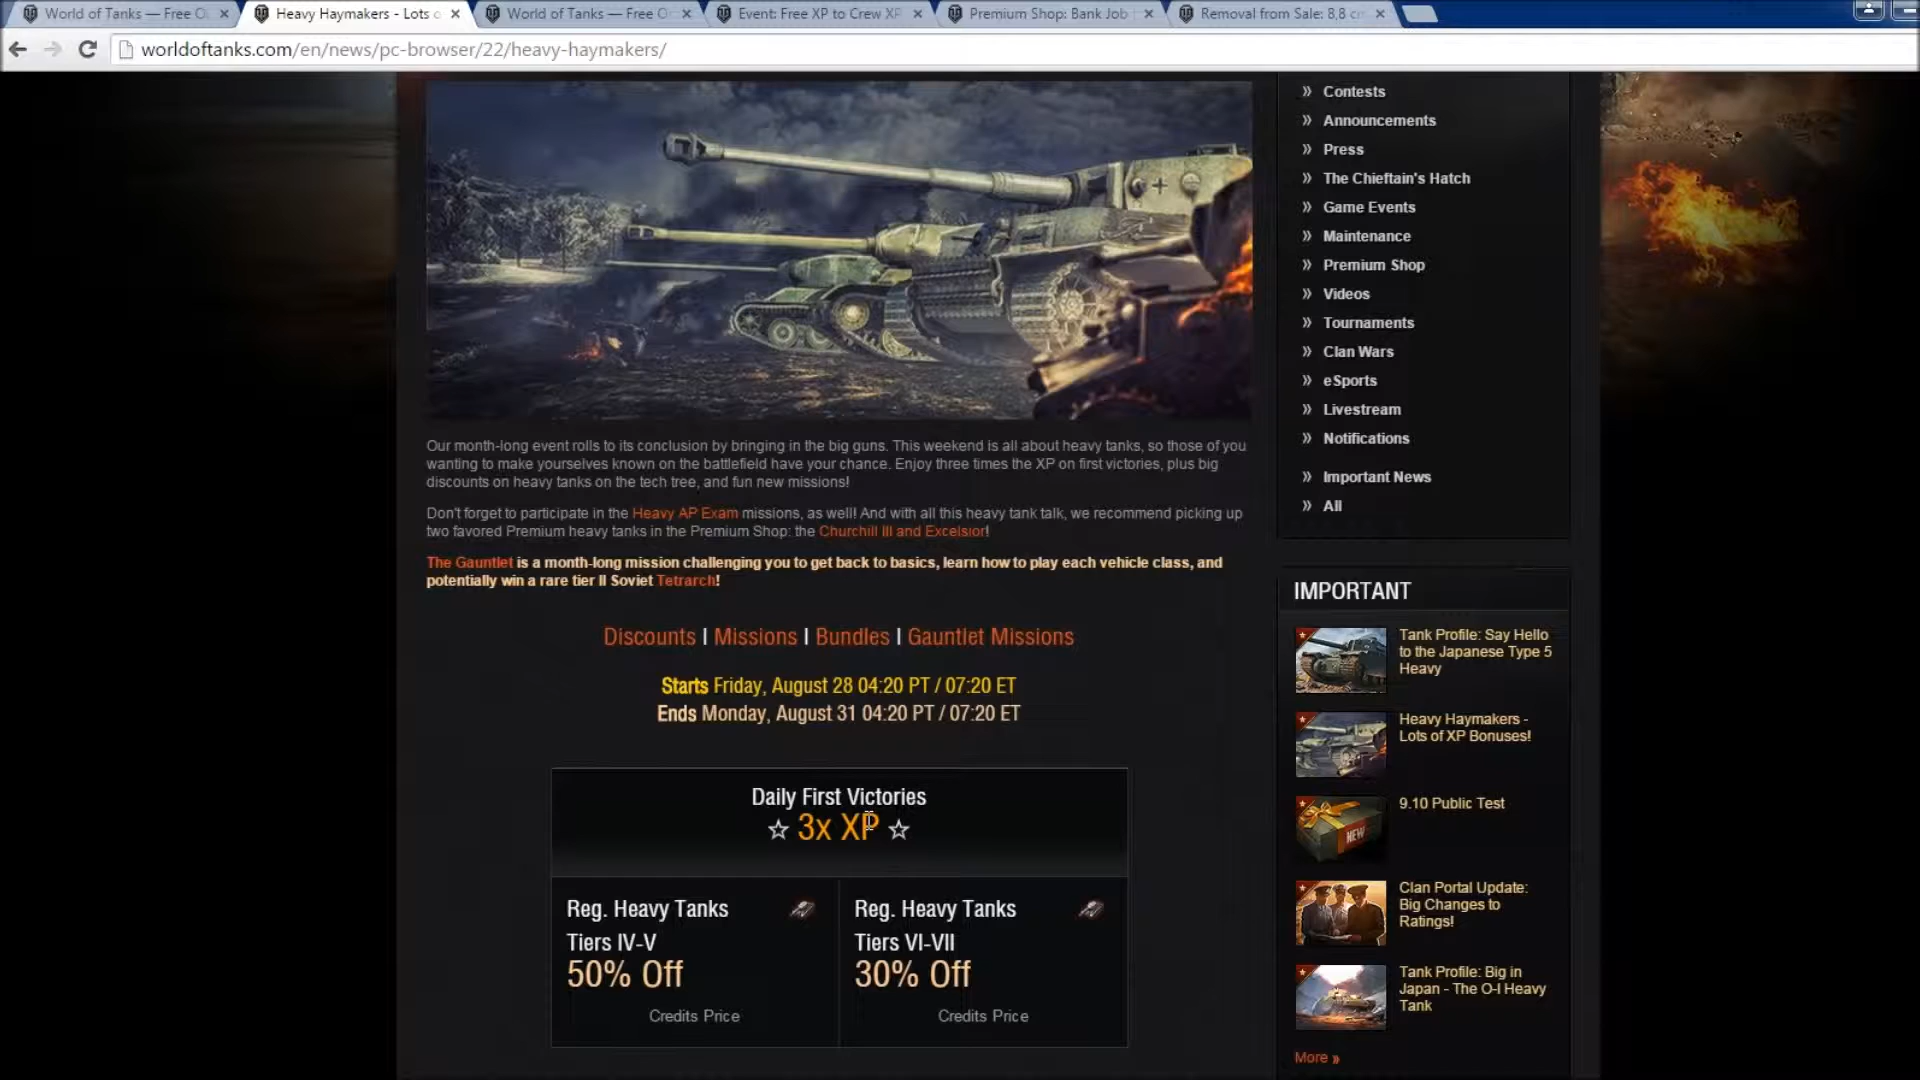 World of Tanks — Free O
Heavy Haymakers - Lots o
World of Tanks — Free O
Event: Free XP to Crew XP
Premium Shop: Bank Job
Removal from Sale: 8,8 cm
worldoftanks.com/en/news/pc-browser/22/heavy-haymakers/
Our month-long event rolls to its conclusion by bringing in the big guns. This weekend is all about heavy tanks, so those of you
wanting to make yourselves known on the battlefield have your chance. Enjoy three times the XP on first victories, plus big
discounts on heavy tanks on the tech tree, and fun new missions!
Don't forget to participate in the Heavy AP Exam missions, as well! And with all this heavy tank talk, we recommend picking up
two favored Premium heavy tanks in the Premium Shop: the Churchill III and Excelsior!
The Gauntlet is a month-long mission challenging you to get back to basics, learn how to play each vehicle class, and
potentially win a rare tier II Soviet Tetrarch!
Discounts | Missions | Bundles | Gauntlet Missions
Starts Friday, August 28 04:20 PT / 07:20 ET
Ends Monday, August 31 04:20 PT / 07:20 ET
Daily First Victories
☆ 3x XP ☆
Reg. Heavy Tanks
Tiers IV-V
50% Off
Credits Price
Reg. Heavy Tanks
Tiers VI-VII
30% Off
Credits Price
» Contests
» Announcements
» Press
» The Chieftain's Hatch
» Game Events
» Maintenance
» Premium Shop
» Videos
» Tournaments
» Clan Wars
» eSports
» Livestream
» Notifications
» Important News
» All
IMPORTANT
Tank Profile: Say Hello
to the Japanese Type 5
Heavy
Heavy Haymakers -
Lots of XP Bonuses!
NEW
9.10 Public Test
Clan Portal Update:
Big Changes to
Ratings!
Tank Profile: Big in
Japan - The O-I Heavy
Tank
More »